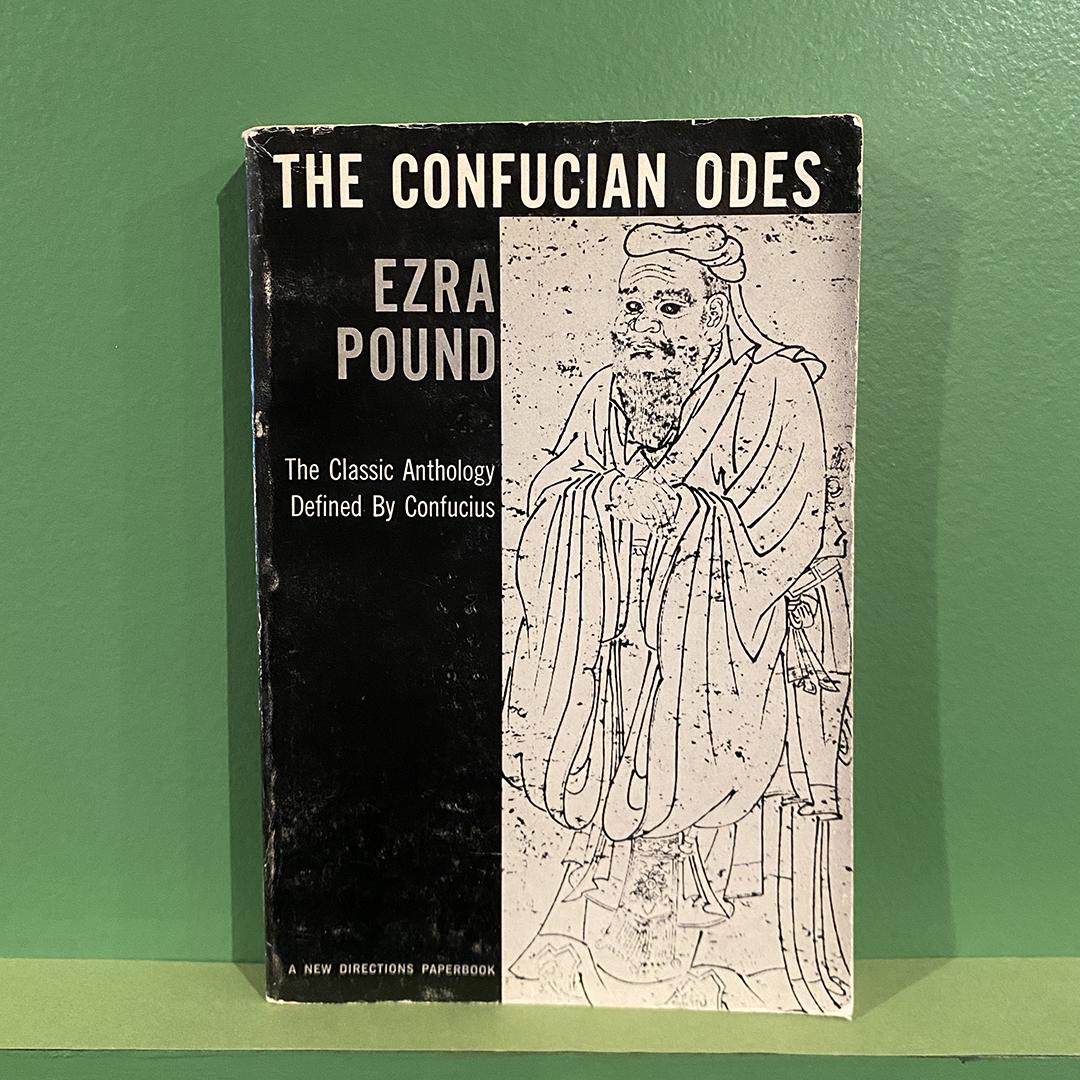 THE CONFUCIAN ODES
EZRA
POUND
The Classic Anthology
Defined By Confucius
A NEW DIRECTIONS PAPERBOOK